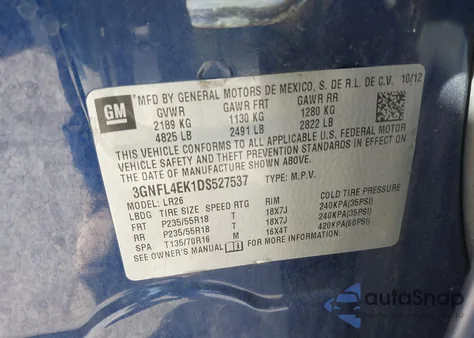 GM
MFD BY GENERAL MOTORS DE MEXICO, S. DE R.L. DE C.V. 10/12
GVWR GAWR FRT GAWR RR
2189 KG 1130 KG 1280 KG
4825 LB 2491 LB 2822 LB
THIS VEHICLE CONFORMS TO ALL APPLICABLE U.S. FEDERAL MOTOR
VEHICLE SAFETY AND THEFT PREVENTION STANDARDS IN EFFECT ON THE
DATE OF MANUFACTURE SHOWN ABOVE.
3GNFL4EK1DS527537 TYPE: M.P.V.
MODEL: LR26
LBDG TIRE SIZE SPEED RTG RIM COLD TIRE PRESSURE
FRT P235/55R18 T 18X7J 240KPA(35PSI)
RR P235/55R18 T 18X7J 240KPA(35PSI)
SPA T135/70R16 M 16X4T 420KPA(60PSI)
SEE OWNER'S MANUAL FOR ADDITIONAL INFORMATION
autoSnap